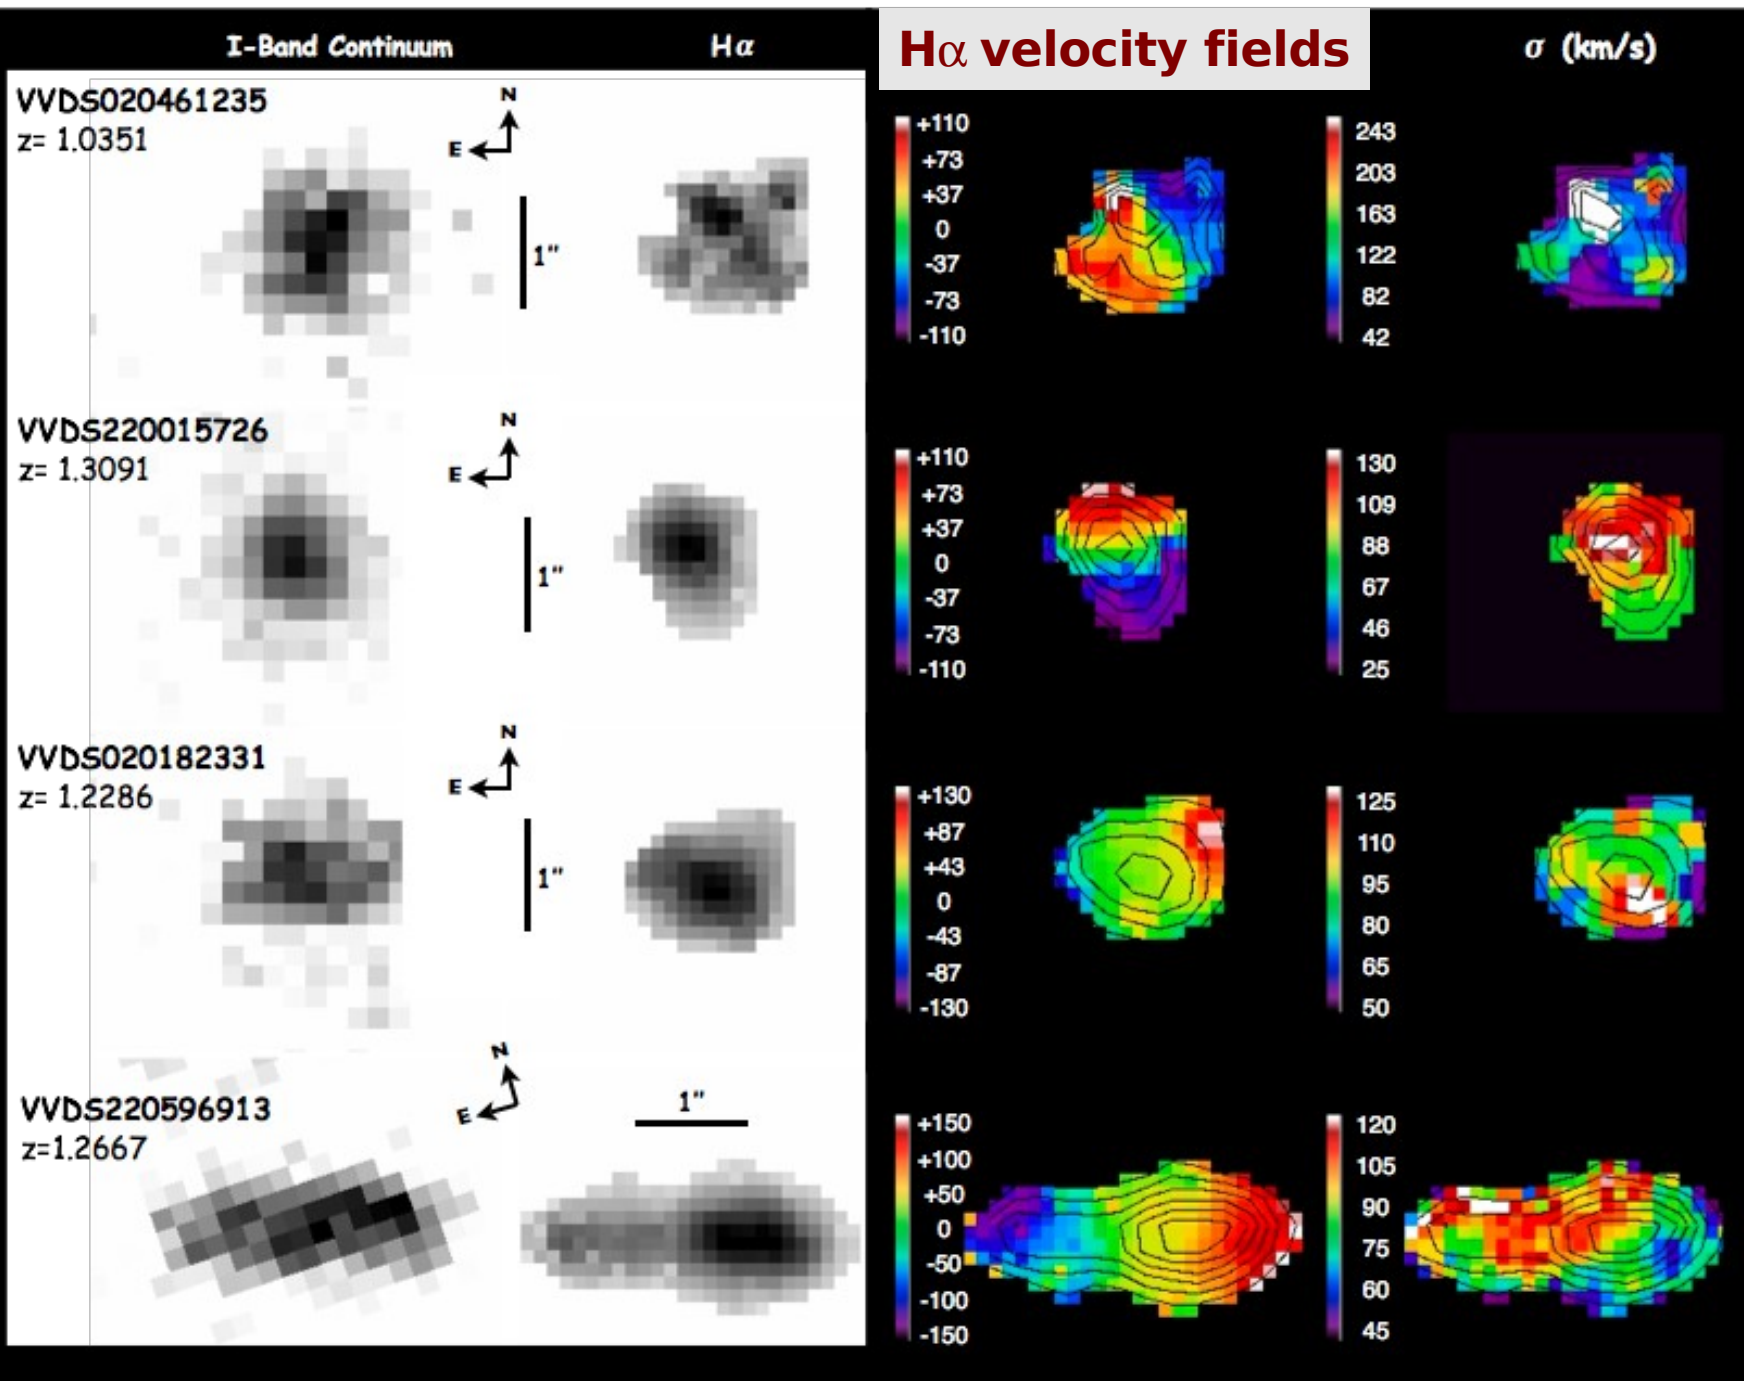 I-Band Continuum
Hα
Hα velocity fields
σ (km/s)
VVDS020461235
z= 1.0351
N
E
1"
+110
+73
+37
0
-37
-73
-110
243
203
163
122
82
42
VVDS220015726
z= 1.3091
N
E
1"
+110
+73
+37
0
-37
-73
-110
130
109
88
67
46
25
VVDS020182331
z= 1.2286
N
E
1"
+130
+87
+43
0
-43
-87
-130
125
110
95
80
65
50
VVDS220596913
z=1.2667
N
E
1"
+150
+100
+50
0
-50
-100
-150
120
105
90
75
60
45